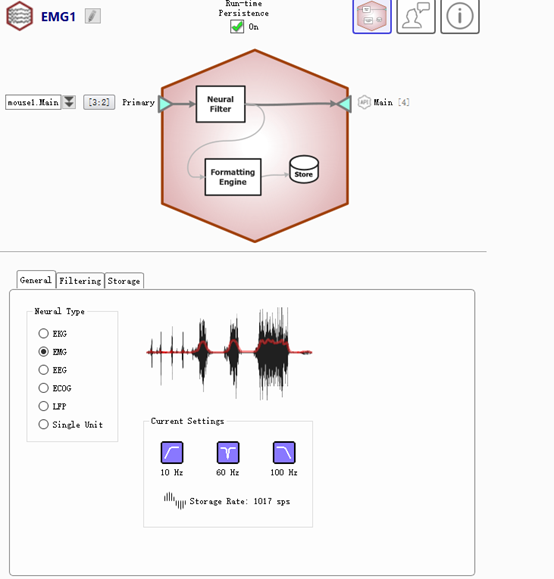 Run-time
Persistence
On
EMG1
mouse1.Main
[3:2]
Primary
Neural
Filter
API
Main [4]
Formatting
Engine
Store
General
Filtering
Storage
Neural Type
EKG
EMG
EEG
ECOG
LFP
Single Unit
Current Settings
10 Hz
60 Hz
100 Hz
Storage Rate: 1017 sps